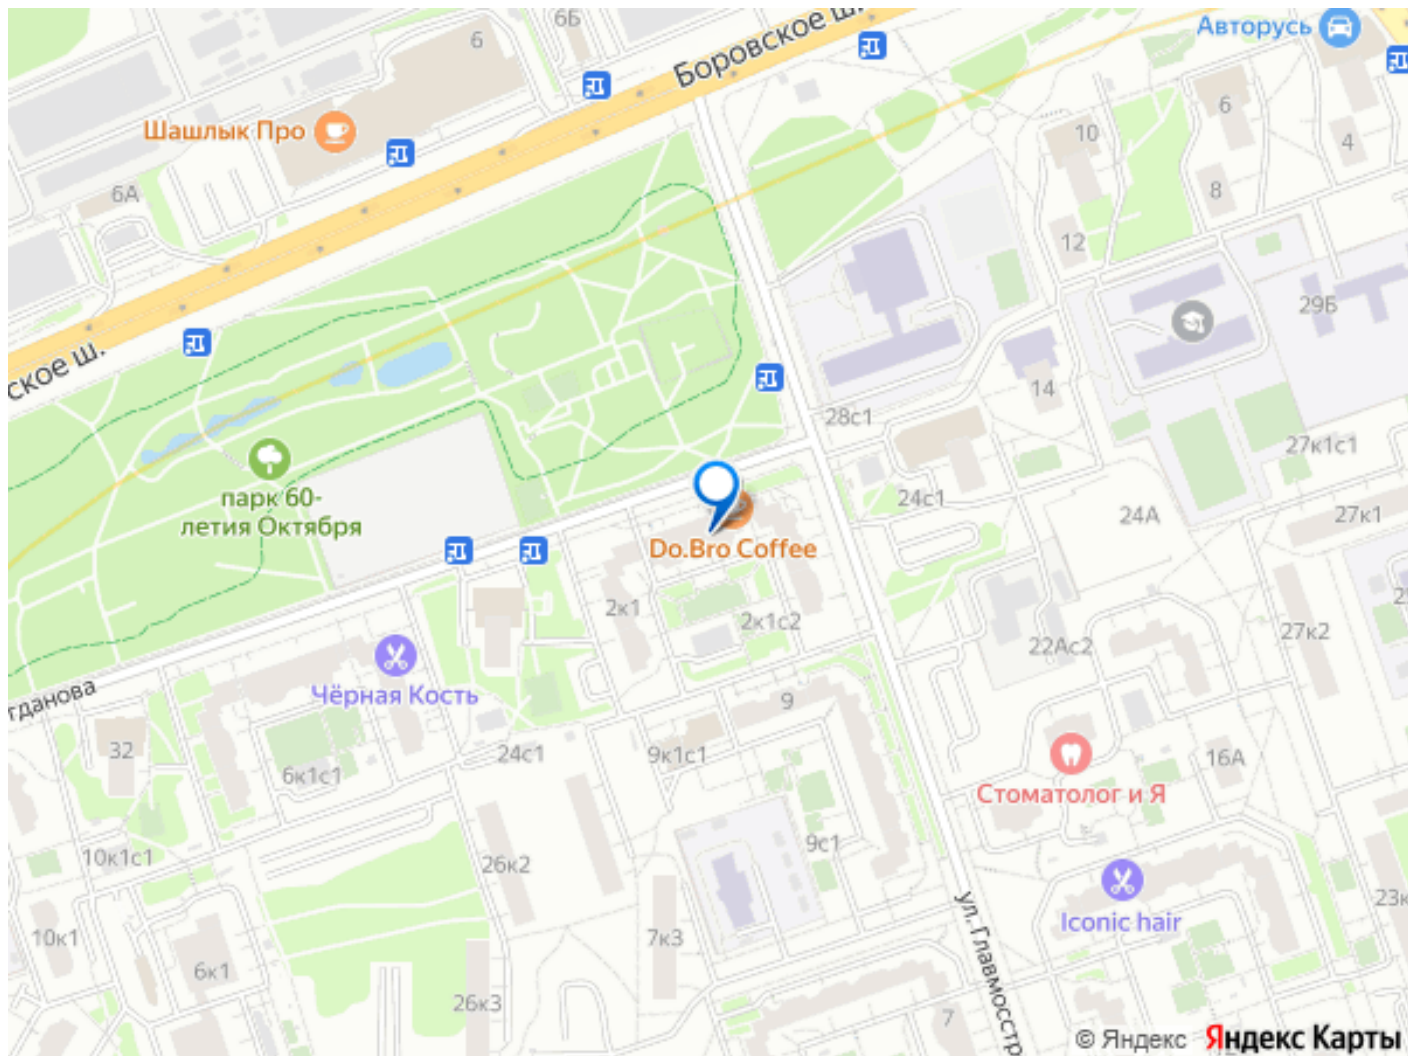 6Б
6
Боровское ш.
Авторусь
Шашлык Про
6
10
4
6А
8
12
29Б
ское ш.
14
28с1
27к1с1
парк 60-
летия Октября
24с1
24А
27к1
Do.Bro Coffee
2к1
2к1с2
22Ас2
27к2
Чёрная Кость
гданова
9
32
24с1
9к1с1
6к1с1
16А
Стоматолог и Я
9с1
10к1с1
26к2
ул. Главмосстр
23к
Iconic hair
10к1
7к3
6к1
26к3
7
© Яндекс
Яндекс Карты